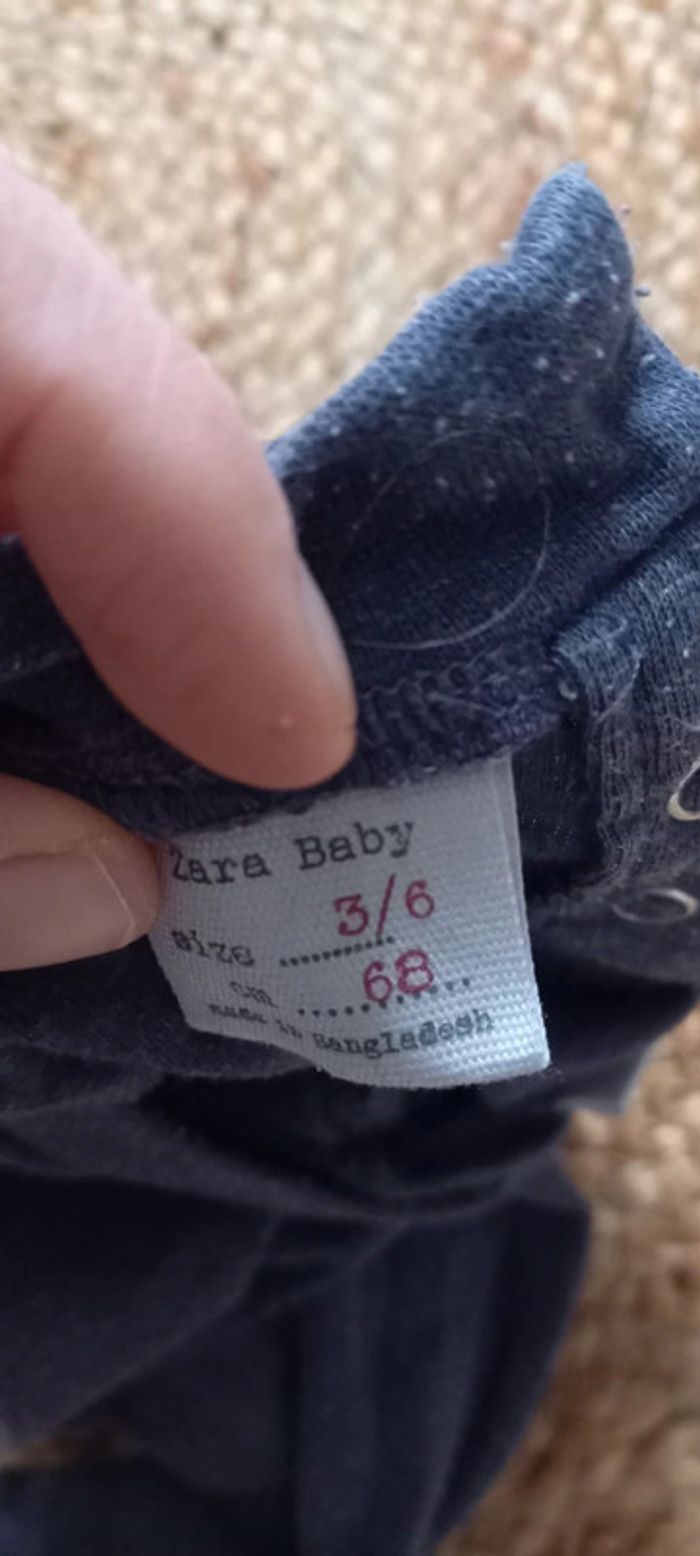 Zara Baby
size ........... 3/6
cm ........... 68
made in Bangladesh